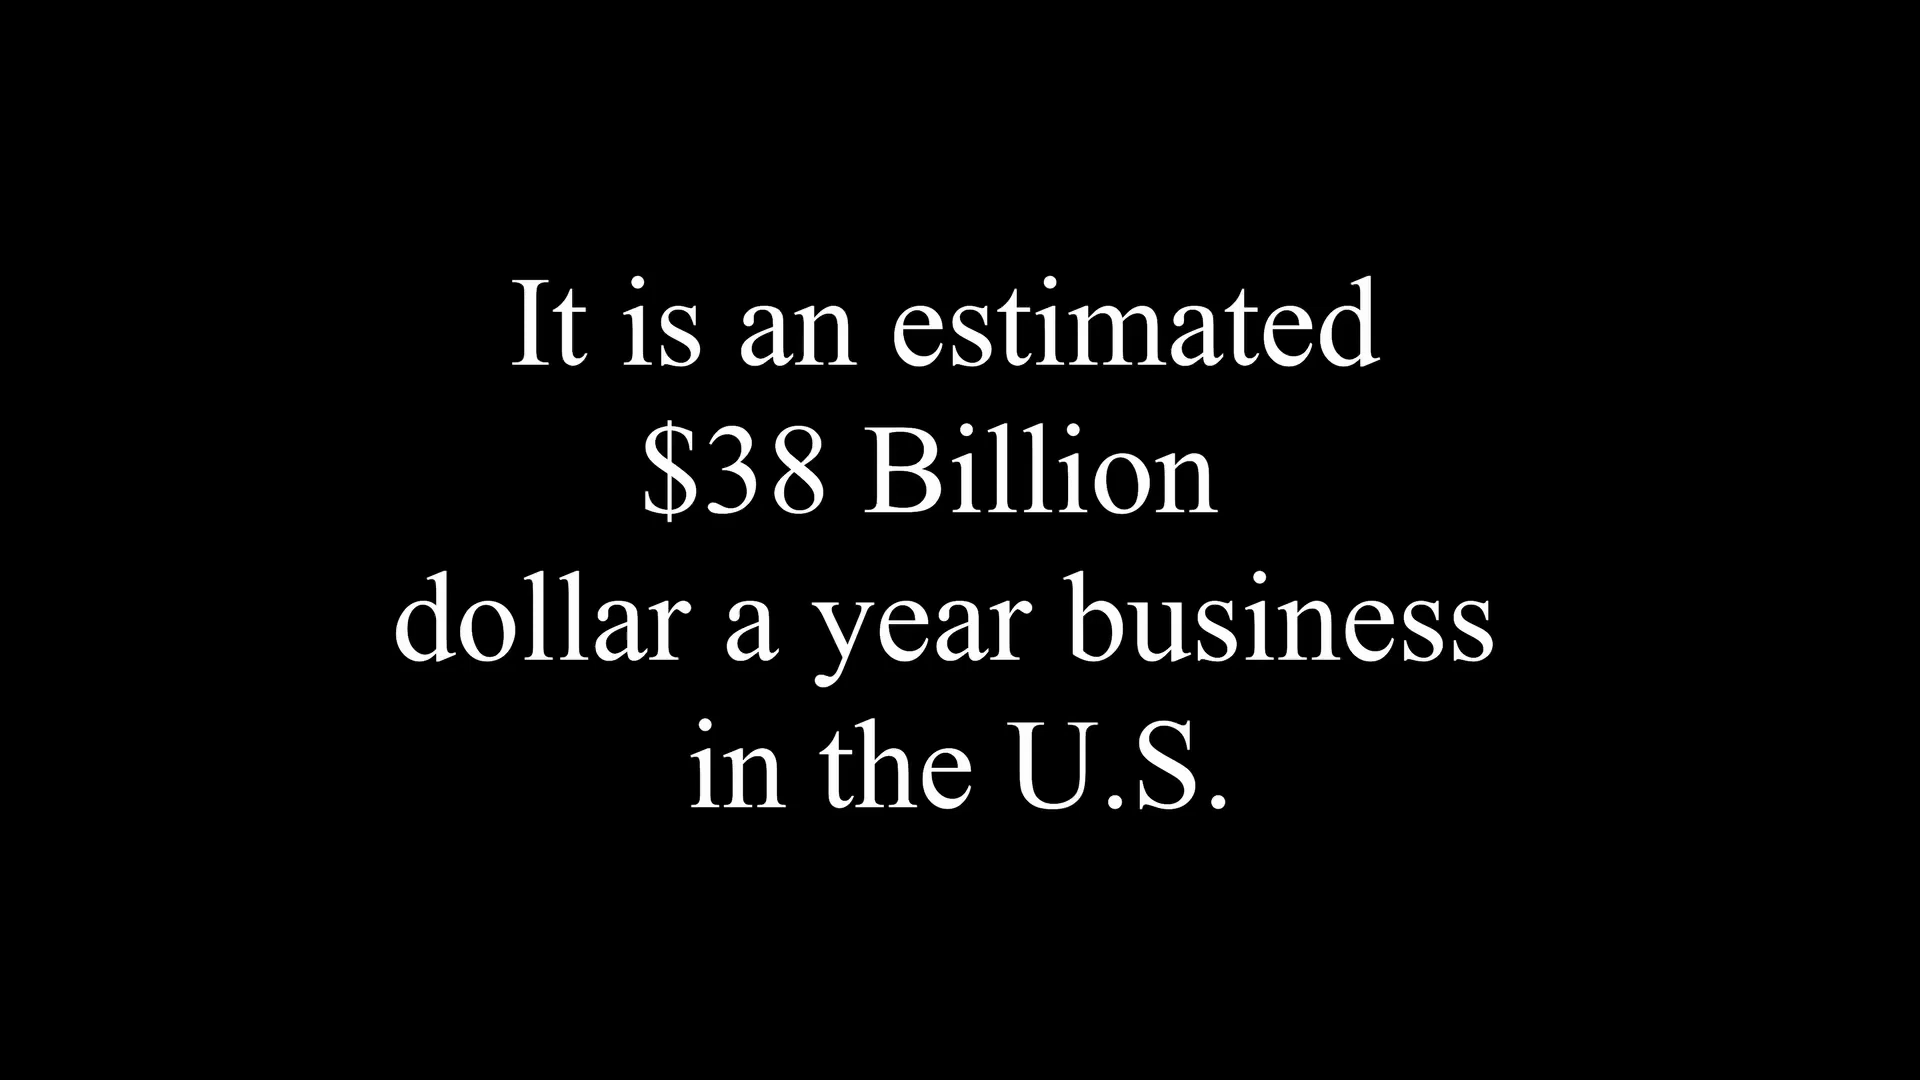 It is an estimated
$38 Billion
dollar a year business
in the U.S.